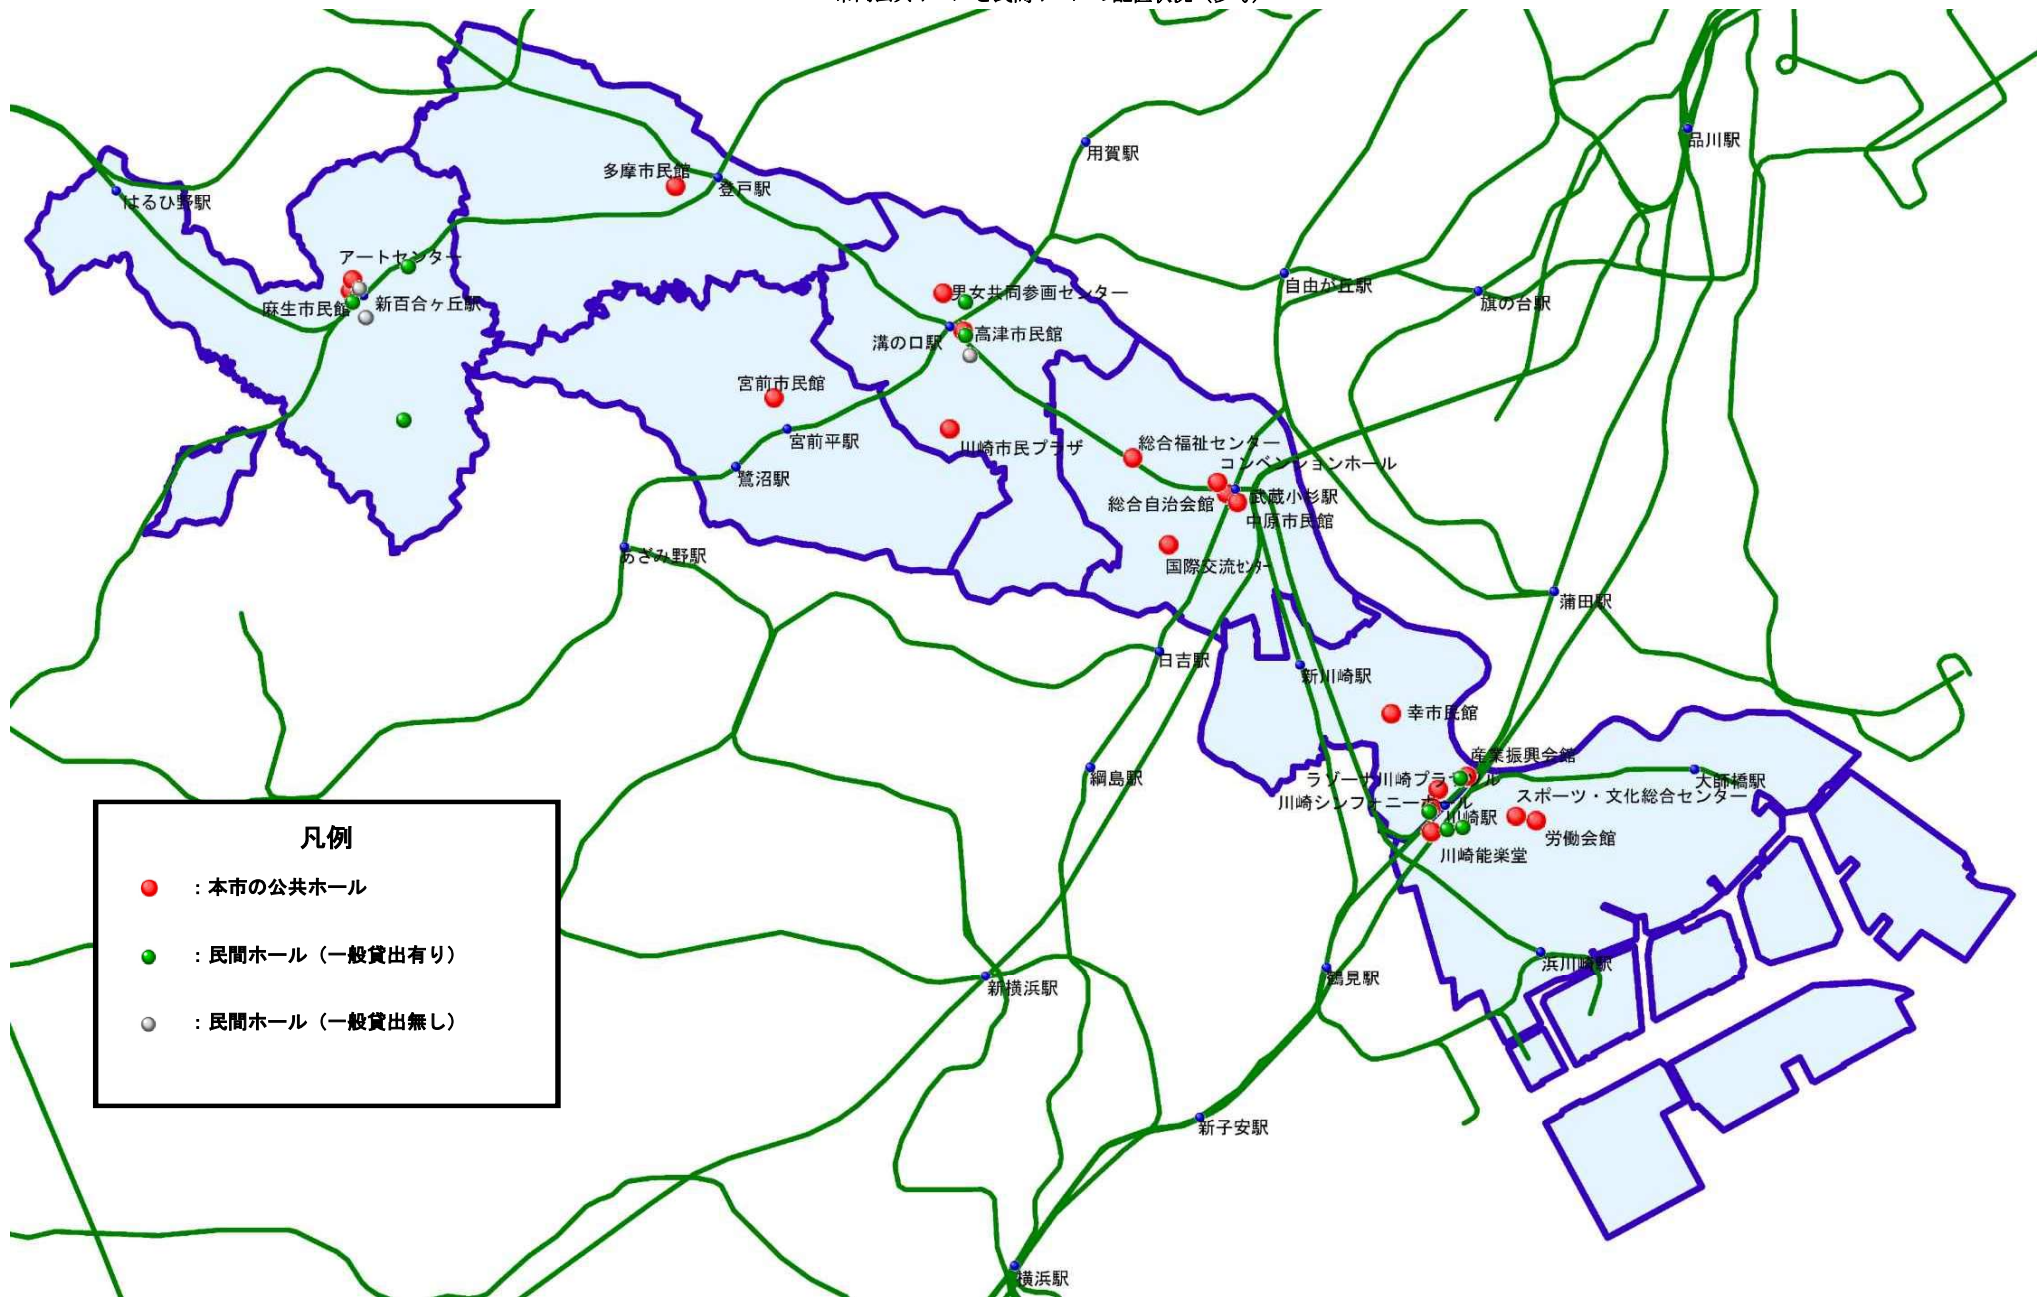 品川駅
用賀駅
多摩市民館
登戸駅
はるひ野駅
アートセンター
自由が丘駅
男女共同参画センター
麻生市民館
新百合ヶ丘駅
旗の台駅
高津市民館
溝の口駅
宮前市民館
宮前平駅
川崎市民プラザ
総合福祉センター
コンベンションホール
鷺沼駅
総合自治会館
武蔵小杉駅
中原市民館
あざみ野駅
国際交流センター
蒲田駅
日吉駅
新川崎駅
幸市民館
産業振興会館
綱島駅
ラゾーナ川崎プラザソル
大師橋駅
川崎シンフォニーホール
スポーツ・文化総合センター
川崎駅
労働会館
川崎能楽堂
凡例
：本市の公共ホール
：民間ホール（一般貸出有り）
：民間ホール（一般貸出無し）
浜川崎駅
鶴見駅
新横浜駅
新子安駅
横浜駅